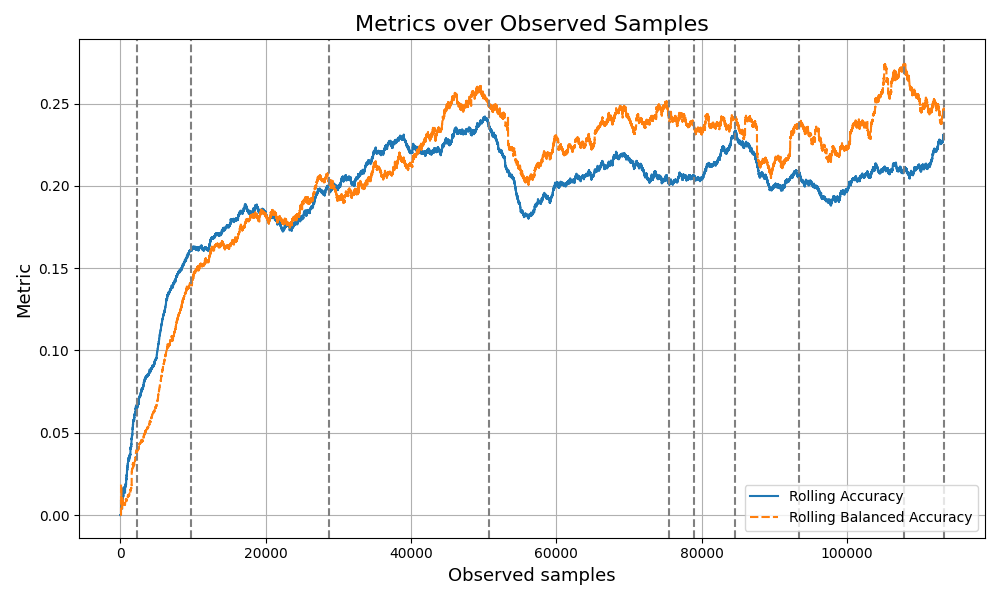 Metrics over Observed Samples
Metric
0.25
0.20
0.15
0.10
0.05
0.00
0
20000
40000
60000
80000
100000
Observed samples
Rolling Accuracy
Rolling Balanced Accuracy